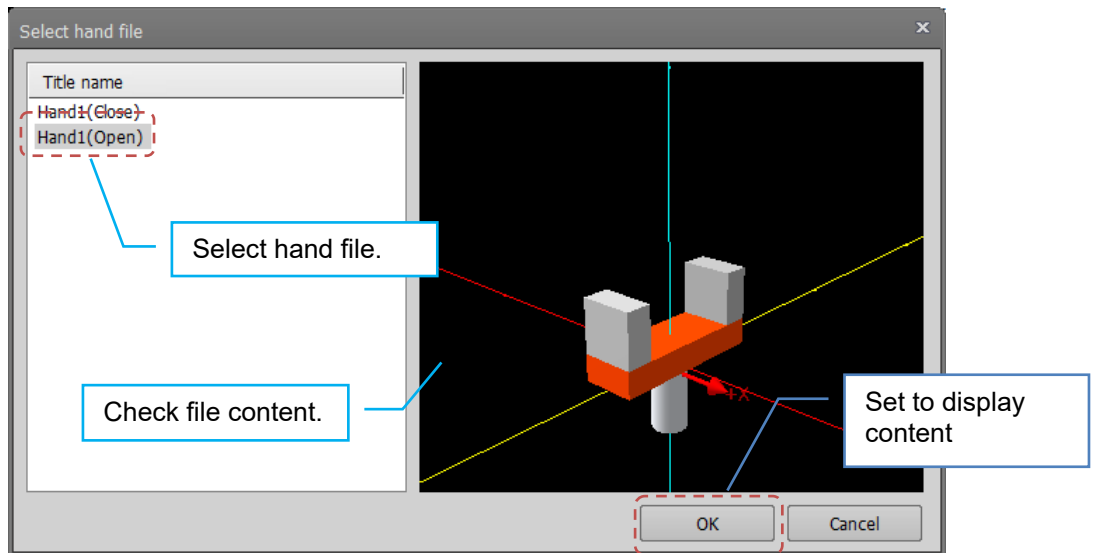 Select hand file
Title name
Hand1(Close)
Hand1(Open)
Select hand file.
Check file content.
+X
Set to display
content
OK
Cancel